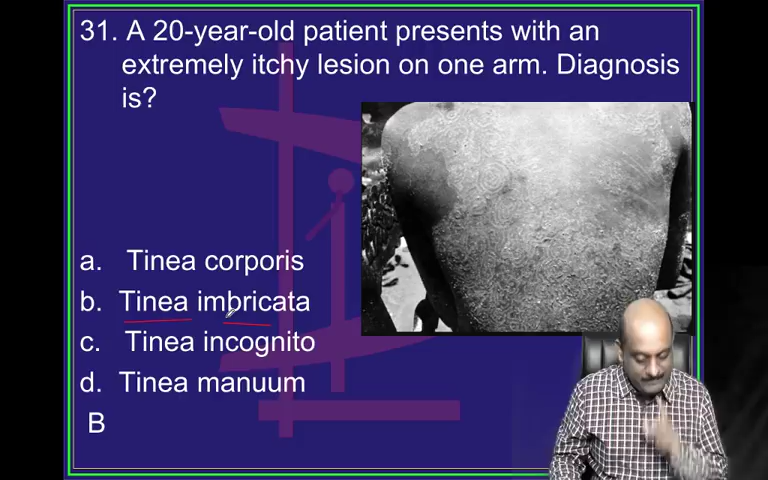 31. A 20-year-old patient presents with an
extremely itchy lesion on one arm. Diagnosis
is?
a. Tinea corporis
b. Tinea imbricata
c. Tinea incognito
d. Tinea manuum
B